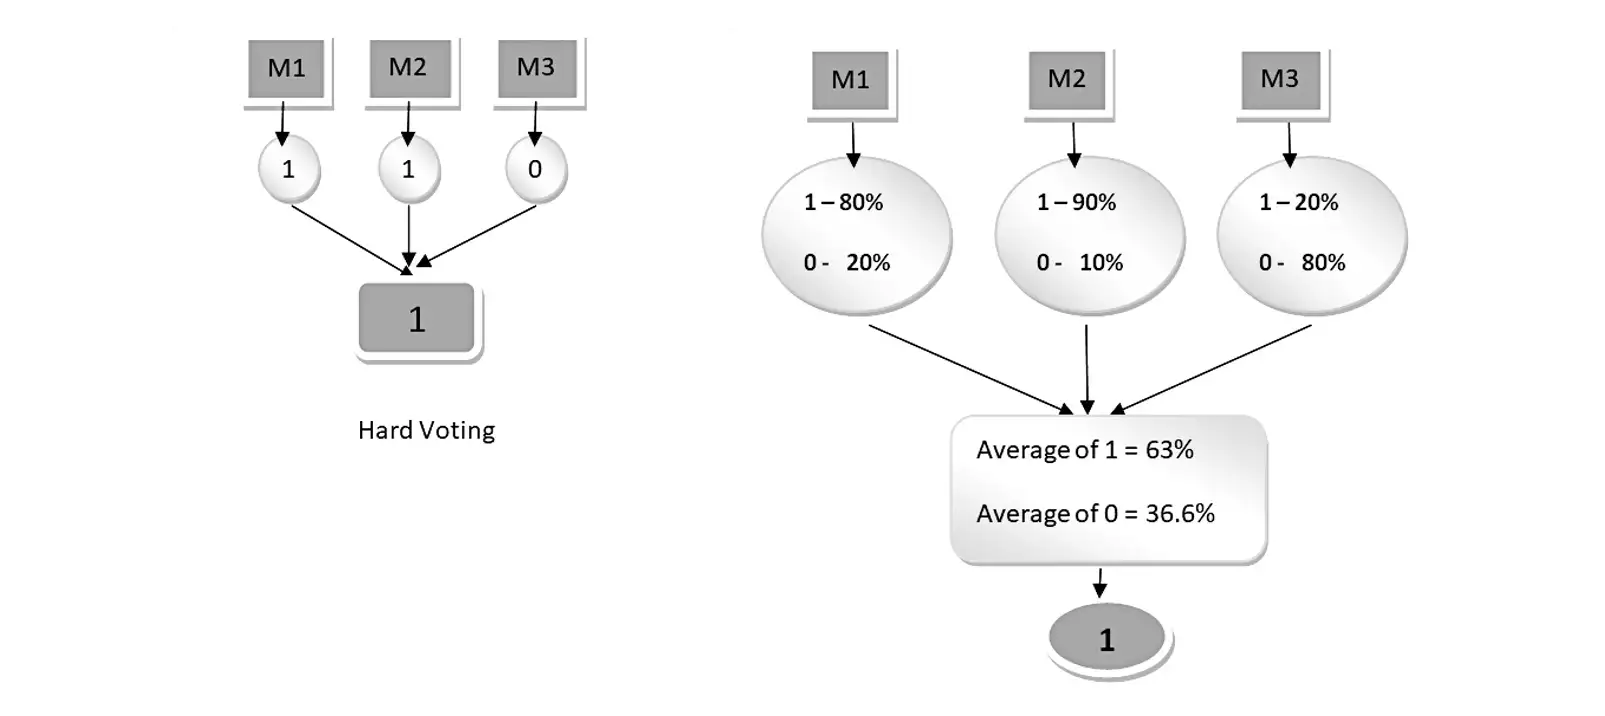 M1
M2
M3
1
1
0
1
Hard Voting
M1
M2
M3
1 – 80%
0 - 20%
1 – 90%
0 - 10%
1 – 20%
0 - 80%
Average of 1 = 63%
Average of 0 = 36.6%
1